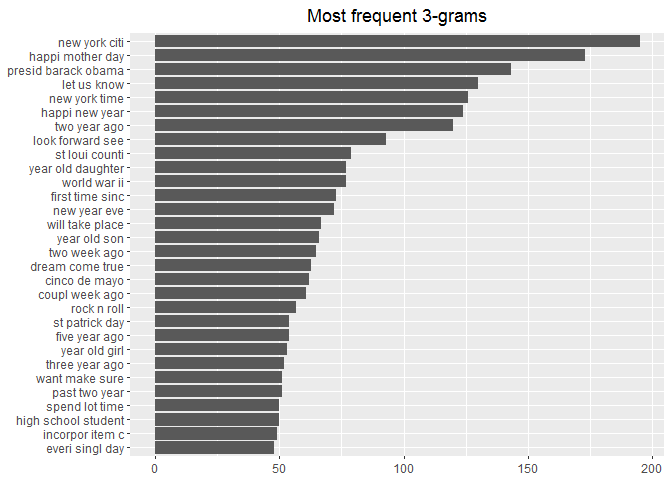 Most frequent 3-grams
new york citi
happi mother day
presid barack obama
let us know
new york time
happi new year
two year ago
look forward see
st loui counti
year old daughter
world war ii
first time sinc
new year eve
will take place
year old son
two week ago
dream come true
cinco de mayo
coupl week ago
rock n roll
st patrick day
five year ago
year old girl
three year ago
want make sure
past two year
spend lot time
high school student
incorpor item c
everi singl day
0 50 100 150 200